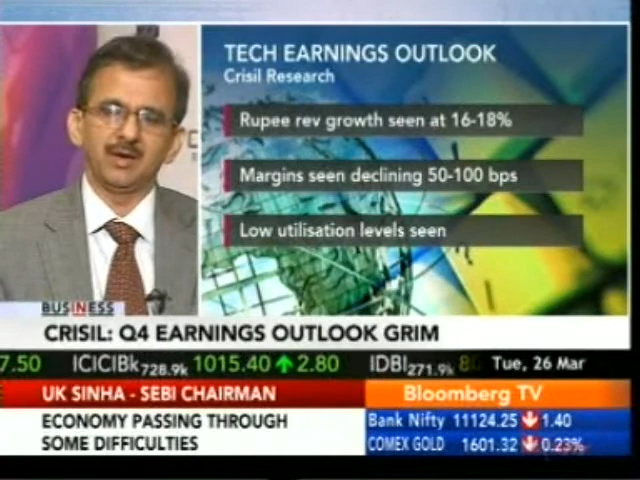 TECH EARNINGS OUTLOOK
Crisil Research
Rupee rev growth seen at 16-18%
Margins seen declining 50-100 bps
Low utilisation levels seen
BUSINESS
CRISIL: Q4 EARNINGS OUTLOOK GRIM
7.50 ICICIBk 728.9k 1015.40 2.80 IDBI 271.9k Tue, 26 Mar
UK SINHA - SEBI CHAIRMAN
Bloomberg TV
ECONOMY PASSING THROUGH
SOME DIFFICULTIES
Bank Nifty 11124.25 1.40
COMEX GOLD 1601.32 0.23%